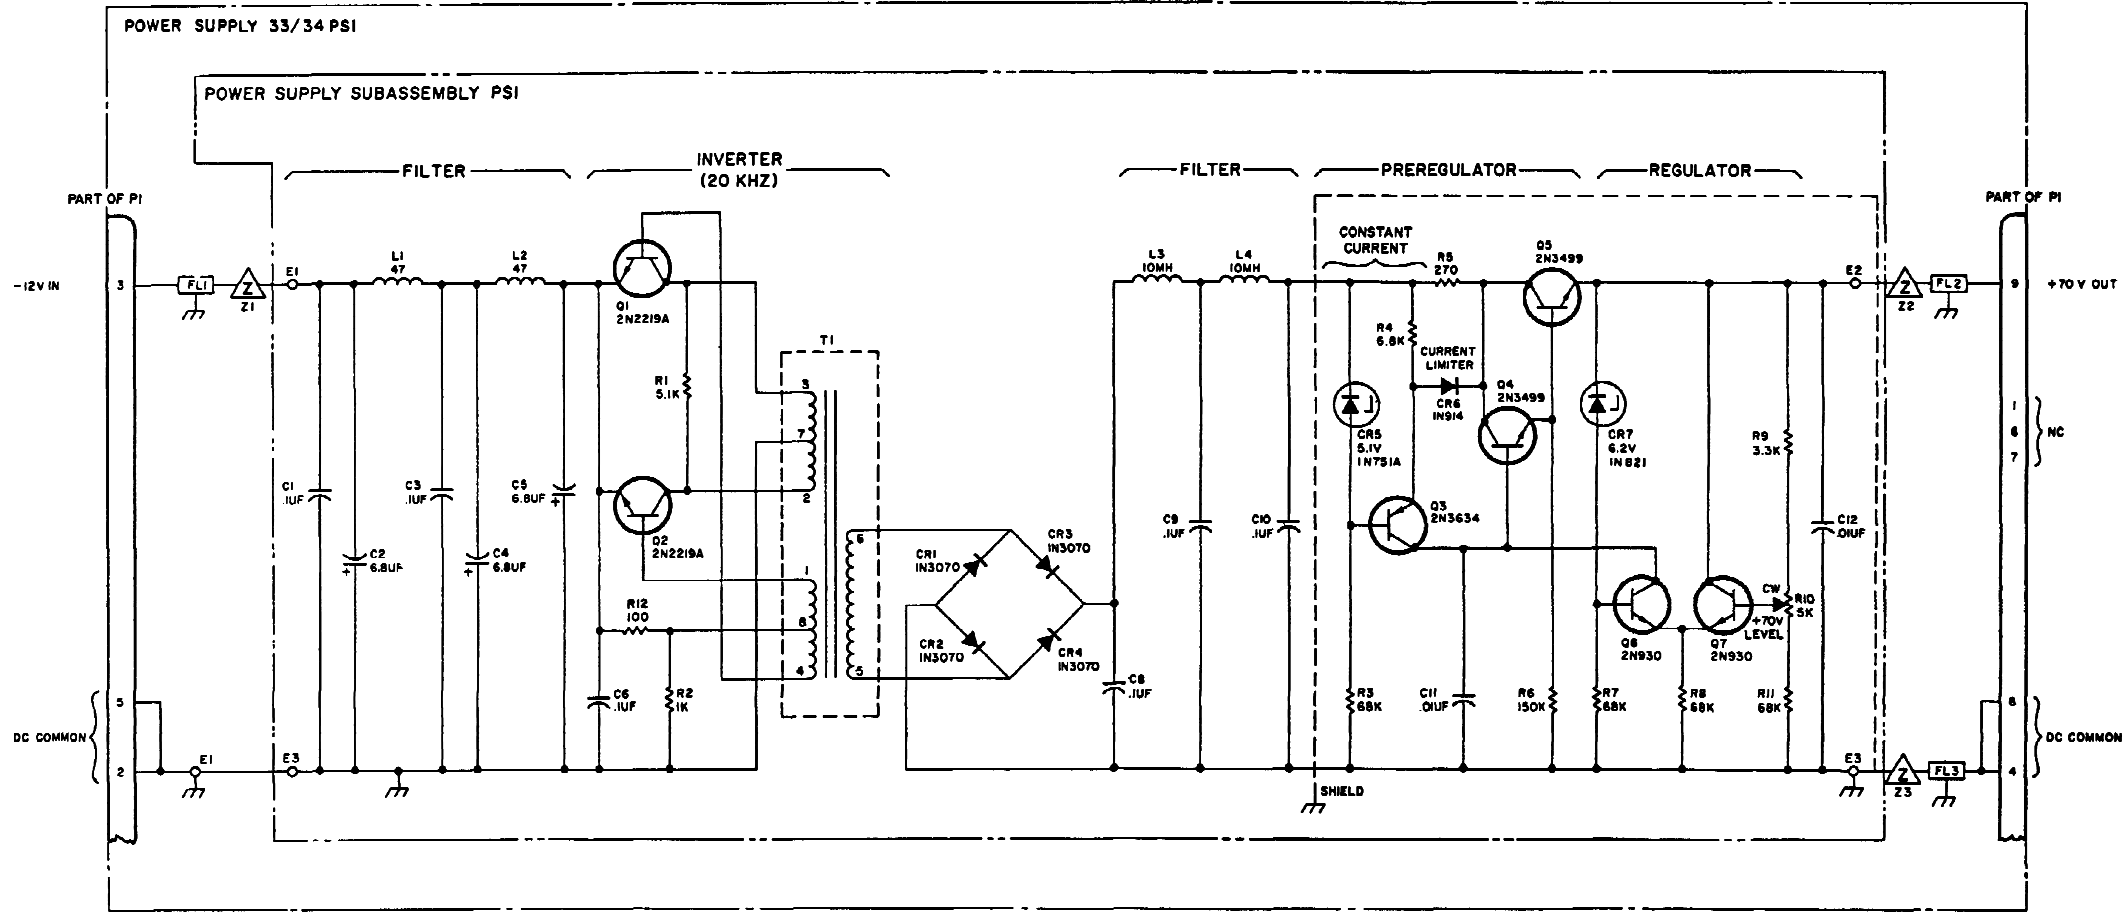 POWER SUPPLY 33/34 PS1
POWER SUPPLY SUBASSEMBLY PS1
FILTER
INVERTER
(20 KHZ)
FILTER
PREREGULATOR
REGULATOR
PART OF P1
PART OF P1
-12V IN
3
FL1
Z
Z1
E1
L1
47
L2
47
Q1
2N2219A
R1
5.1K
C1
.1UF
C2
+
6.8UF
C3
.1UF
C4
+
6.8UF
C5
6.8UF
+
Q2
2N2219A
R12
100
C6
.1UF
R2
1K
T1
3
7
2
1
8
4
6
5
CR1
1N3070
CR3
1N3070
CR2
1N3070
CR4
1N3070
C8
.1UF
L3
10MH
L4
10MH
C9
.1UF
C10
.1UF
CONSTANT
CURRENT
R5
270
Q5
2N3499
R4
6.8K
CURRENT
LIMITER
CR6
1N914
Q4
2N3499
CR5
5.1V
1N751A
CR7
6.2V
1N821
Q3
2N3634
R9
3.3K
C12
.01UF
CW
R10
5K
+70V
LEVEL
Q6
2N930
Q7
2N930
R3
68K
C11
.01UF
R6
150K
R7
68K
R8
68K
R11
68K
SHIELD
E2
Z
Z2
FL2
9
+70 V OUT
1
6
7
NC
5
2
DC COMMON
E1
E3
E3
Z
Z3
FL3
8
4
DC COMMON